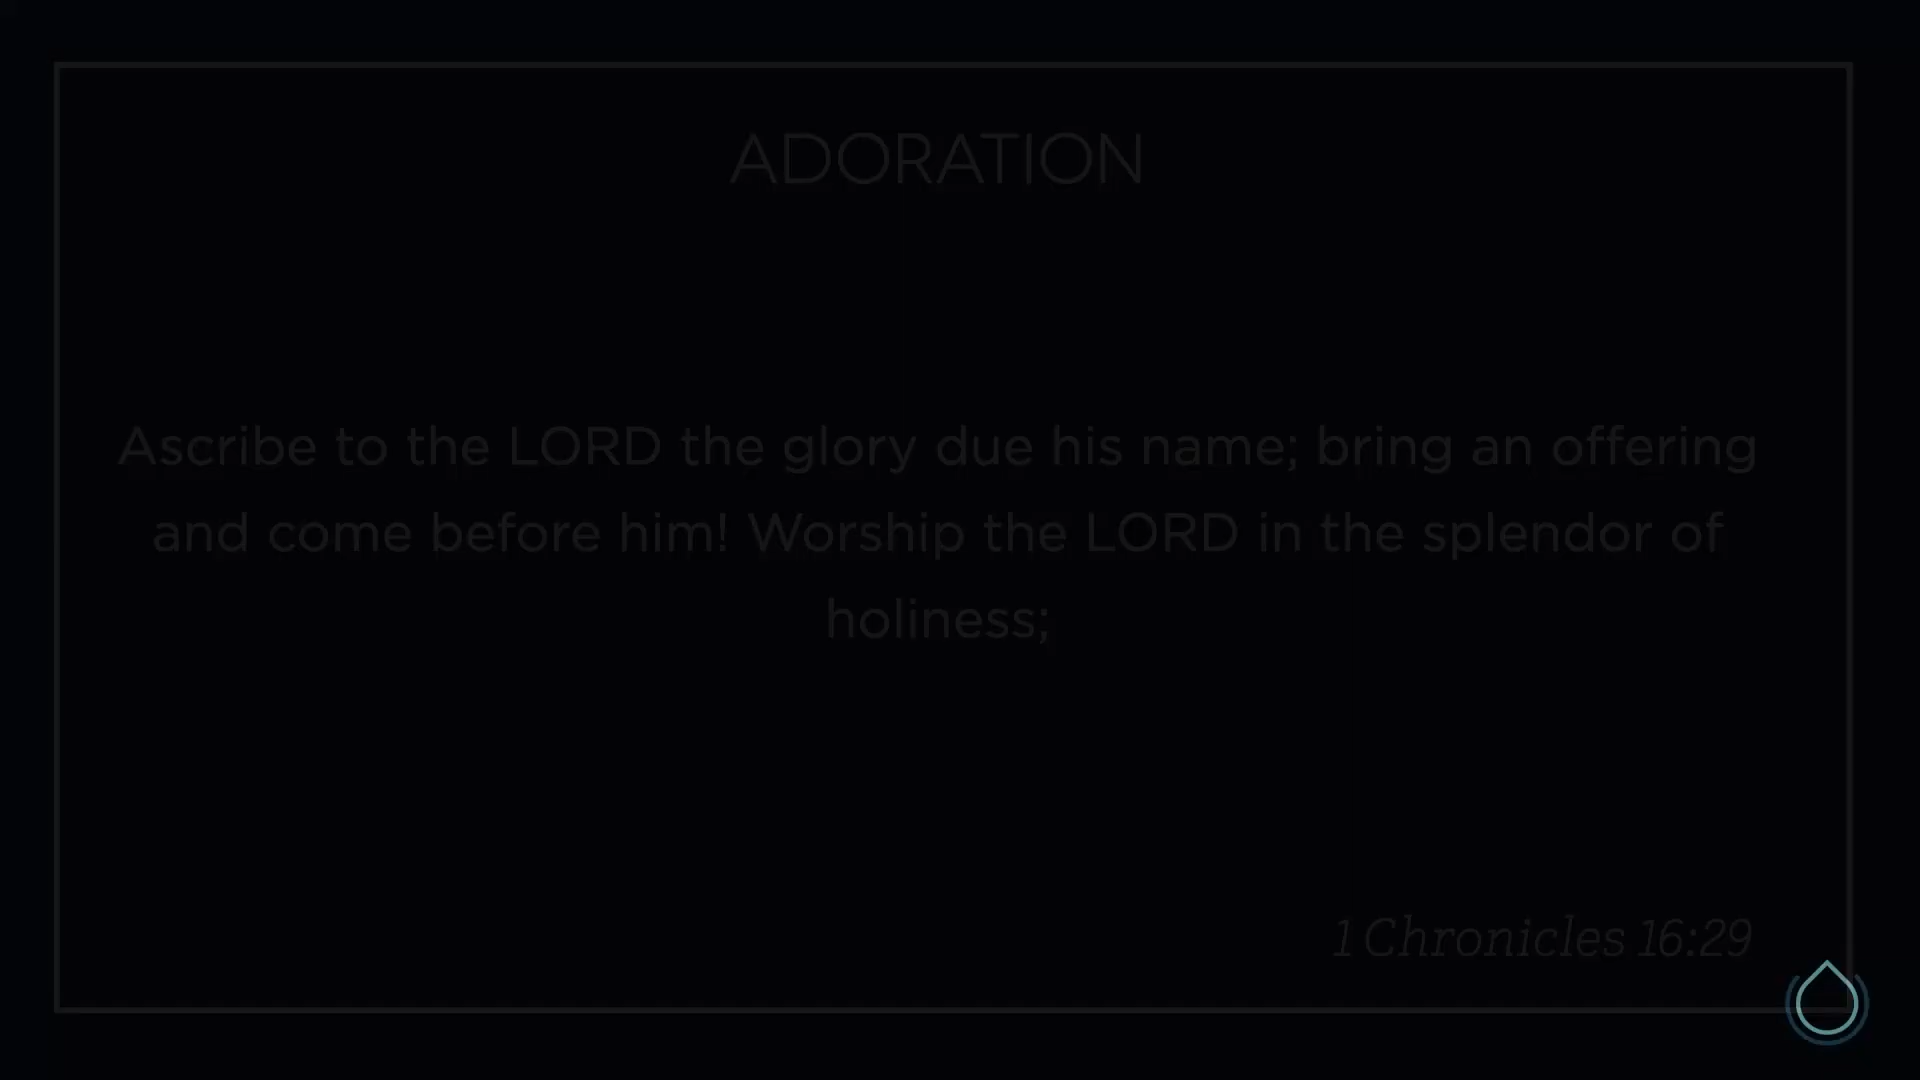 ADORATION
Ascribe to the LORD the glory due his name; bring an offering
and come before him! Worship the LORD in the splendor of
holiness;
1 Chronicles 16:29